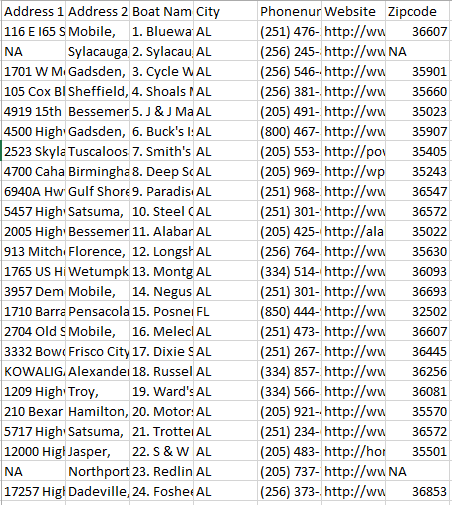 Address 1 Address 2 Boat Nam City Phonenur Website Zipcode
116 E I65 S Mobile, 1. Bluewa AL (251) 476- http://ww 36607
NA Sylacauga 2. Sylacau AL (256) 245- http://ww NA
1701 W Me Gadsden, 3. Cycle W AL (256) 546- http://ww 35901
105 Cox Bl Sheffield, 4. Shoals M AL (256) 381- http://ww 35660
4919 15th Bessemer 5. J & J Ma AL (205) 491- http://ww 35023
4500 High Gadsden, 6. Buck's Is AL (800) 467- http://ww 35907
2523 Skyla Tuscaloos 7. Smith's AL (205) 553- http://pov 35405
4700 Caha Birmingha 8. Deep Sc AL (205) 969- http://wp 35243
6940A Hw Gulf Shore 9. Paradis AL (251) 968- http://ww 36547
5457 High Satsuma, 10. Steel C AL (251) 301- http://ww 36572
2005 High Bessemer 11. Alabar AL (205) 425- http://ala 35022
913 Mitch Florence, 12. Longsh AL (256) 764- http://ww 35630
1765 US Hi Wetumpk 13. Montg AL (334) 514- http://ww 36093
3957 Dem Mobile, 14. Negus AL (251) 301- http://ww 36693
1710 Barra Pensacola 15. Posner FL (850) 444- http://ww 32502
2704 Old S Mobile, 16. Melecl AL (251) 473- http://ww 36607
3332 Bowd Frisco City 17. Dixie S AL (251) 267- http://ww 36445
KOWALIGA Alexander 18. Russel AL (334) 857- http://ww 36256
1209 High Troy, 19. Ward's AL (334) 566- http://ww 36081
210 Bexar Hamilton, 20. Motor AL (205) 921- http://ww 35570
5717 High Satsuma, 21. Trotter AL (251) 234- http://ww 36572
12000 High Jasper, 22. S & W AL (205) 483- http://hor 35501
NA Northport 23. Redlin AL (205) 737- http://ww NA
17257 High Dadeville, 24. Foshee AL (256) 373- http://ww 36853